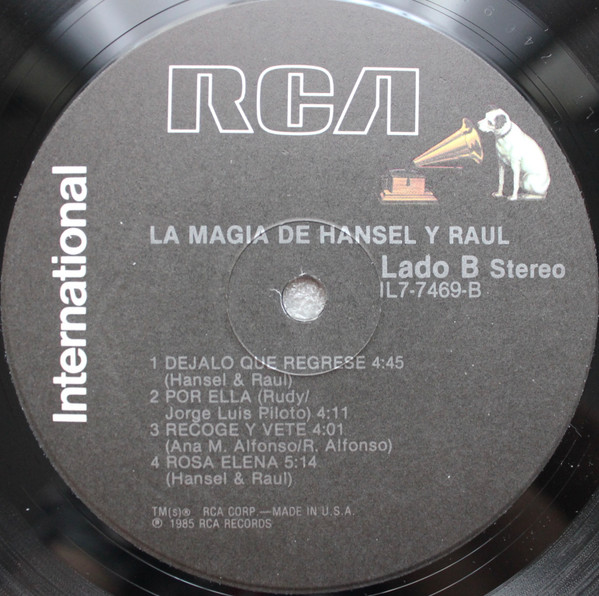 RCA
International
LA MAGIA DE HANSEL Y RAUL
Lado B Stereo
IL7-7469-B
1 DEJALO QUE REGRESE 4:45
(Hansel & Raul)
2 POR ELLA (Rudy/
Jorge Luis Piloto) 4:11
3 RECOGE Y VETE 4:01
(Ana M. Alfonso/R. Alfonso)
4 ROSA ELENA 5:14
(Hansel & Raul)
TM(s)® RCA CORP.—MADE IN U.S.A.
℗ 1985 RCA RECORDS